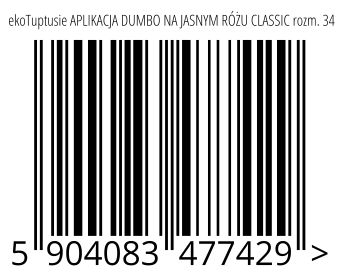 ekoTuptusie APLIKACJA DUMBO NA JASNYM RÓŻU CLASSIC rozm. 34
5 904083 477429 >